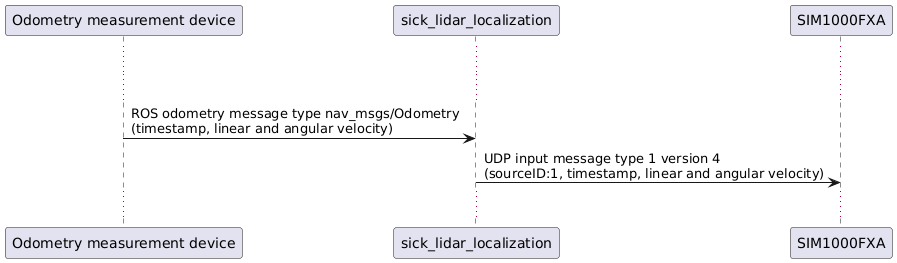 Odometry measurement device
sick_lidar_localization
SIM1000FXA
ROS odometry message type nav_msgs/Odometry
(timestamp, linear and angular velocity)
UDP input message type 1 version 4
(sourceID:1, timestamp, linear and angular velocity)
Odometry measurement device
sick_lidar_localization
SIM1000FXA